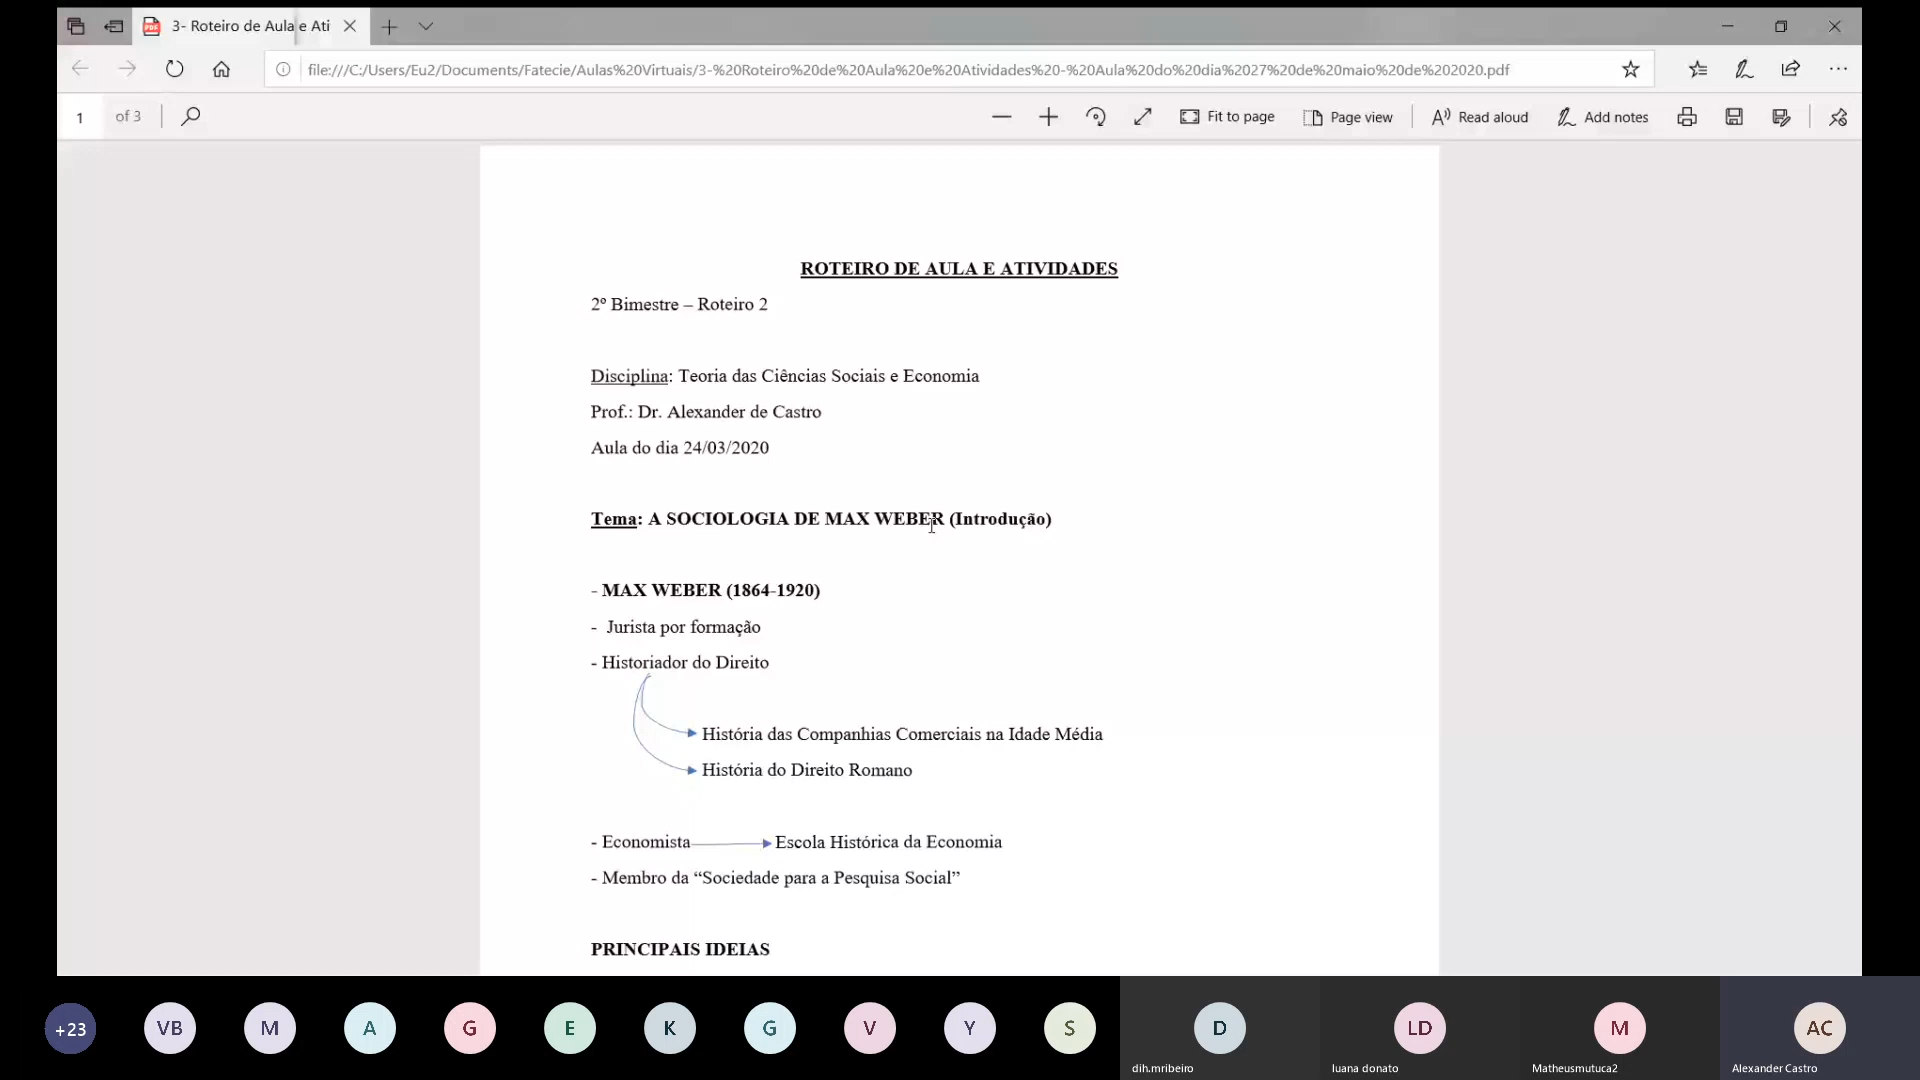 3- Roteiro de Aula e Ati
file:///C:/Users/Eu2/Documents/Fatecie/Aulas%20Virtuais/3-%20Roteiro%20de%20Aula%20e%20Atividades%20-%20Aula%20do%20dia%2027%20de%20maio%20de%202020.pdf
1 of 3 Fit to page Page view Read aloud Add notes
ROTEIRO DE AULA E ATIVIDADES
2º Bimestre – Roteiro 2
Disciplina: Teoria das Ciências Sociais e Economia
Prof.: Dr. Alexander de Castro
Aula do dia 24/03/2020
Tema: A SOCIOLOGIA DE MAX WEBER (Introdução)
- MAX WEBER (1864-1920)
- Jurista por formação
- Historiador do Direito
História das Companhias Comerciais na Idade Média
História do Direito Romano
- Economista Escola Histórica da Economia
- Membro da “Sociedade para a Pesquisa Social”
PRINCIPAIS IDEIAS
+23 VB M A G E K G V Y S D LD M AC
dih.mribeiro luana donato Matheusmutuca2 Alexander Castro